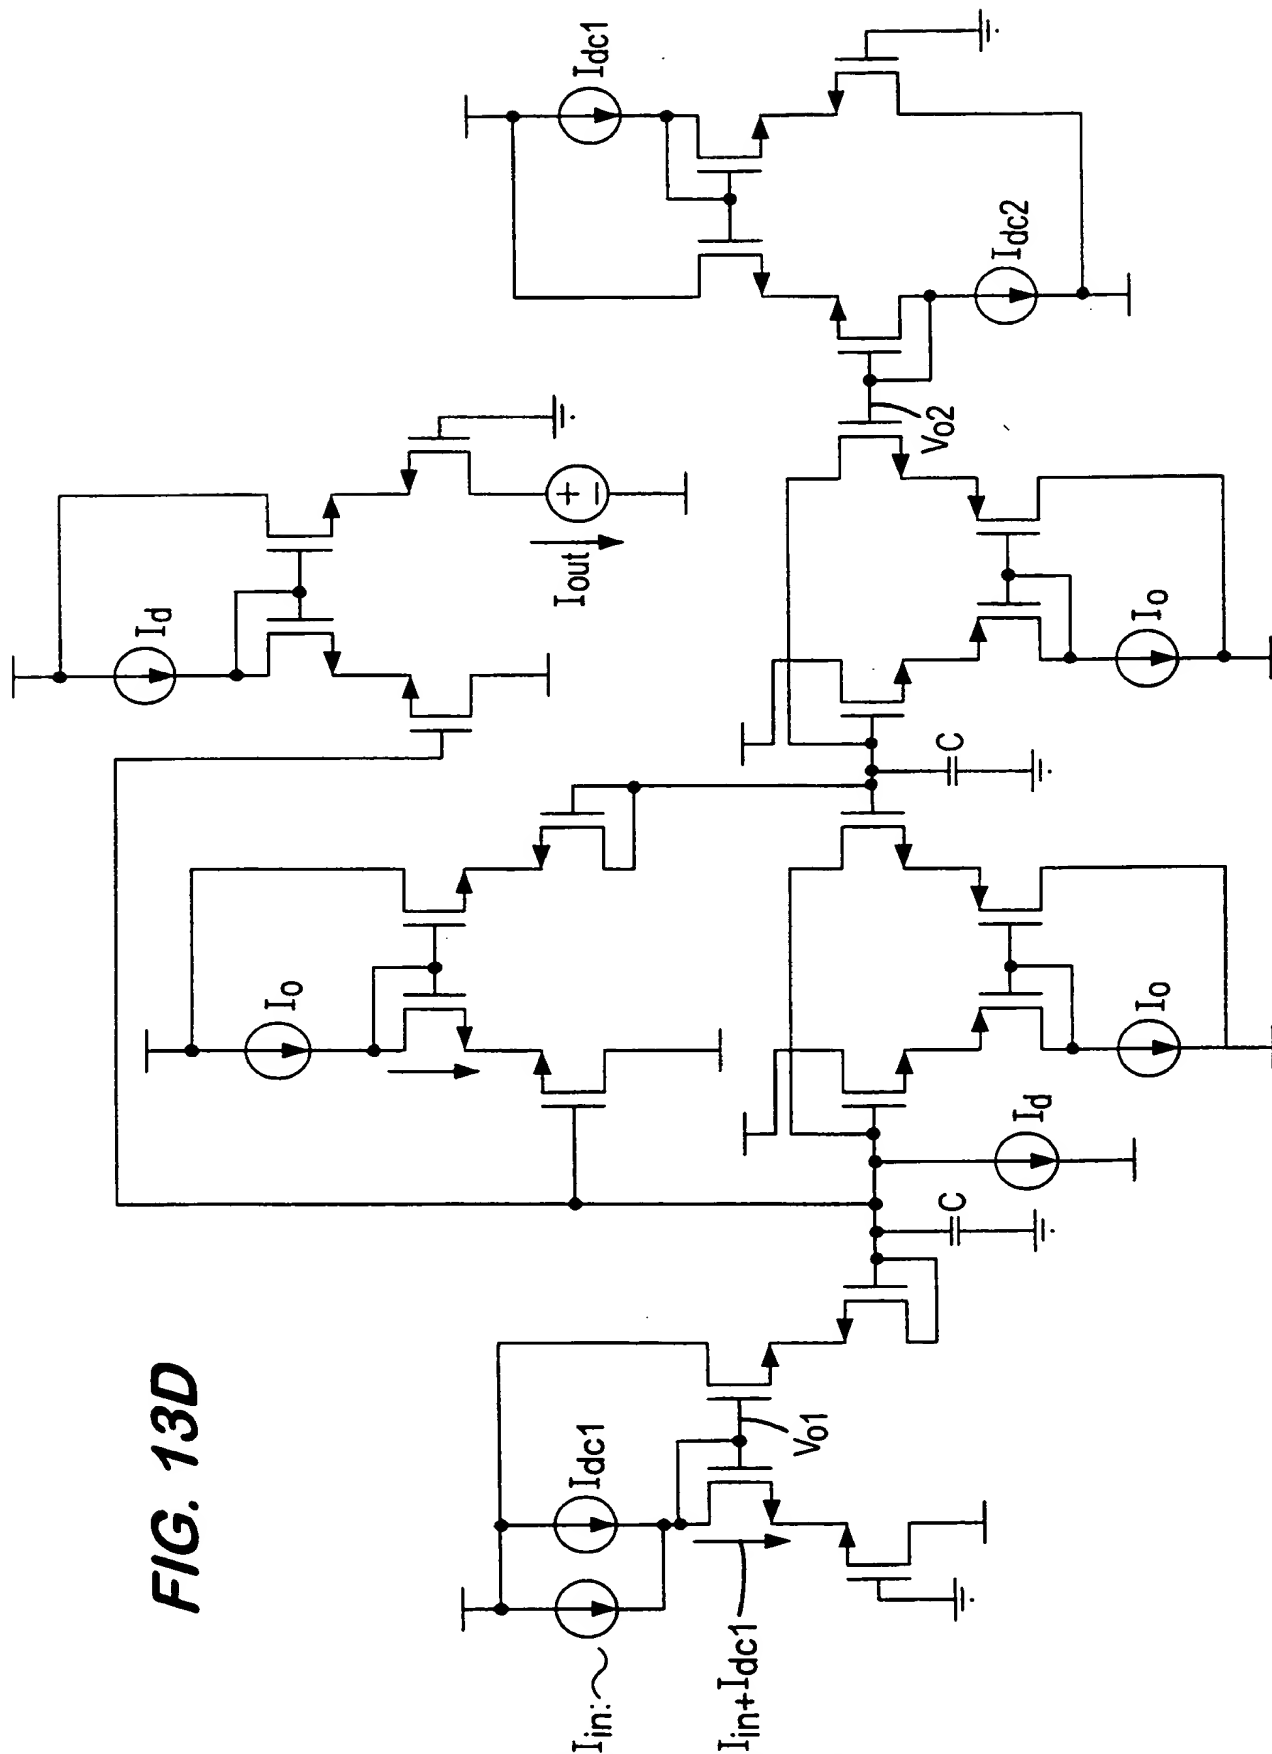 FIG. 13D
Idc1
Idc2
Vo2
Id
+
−
Iout
Io
Io
C
Io
Io
Id
C
Idc1
Vo1
Iin:
Iin+Idc1